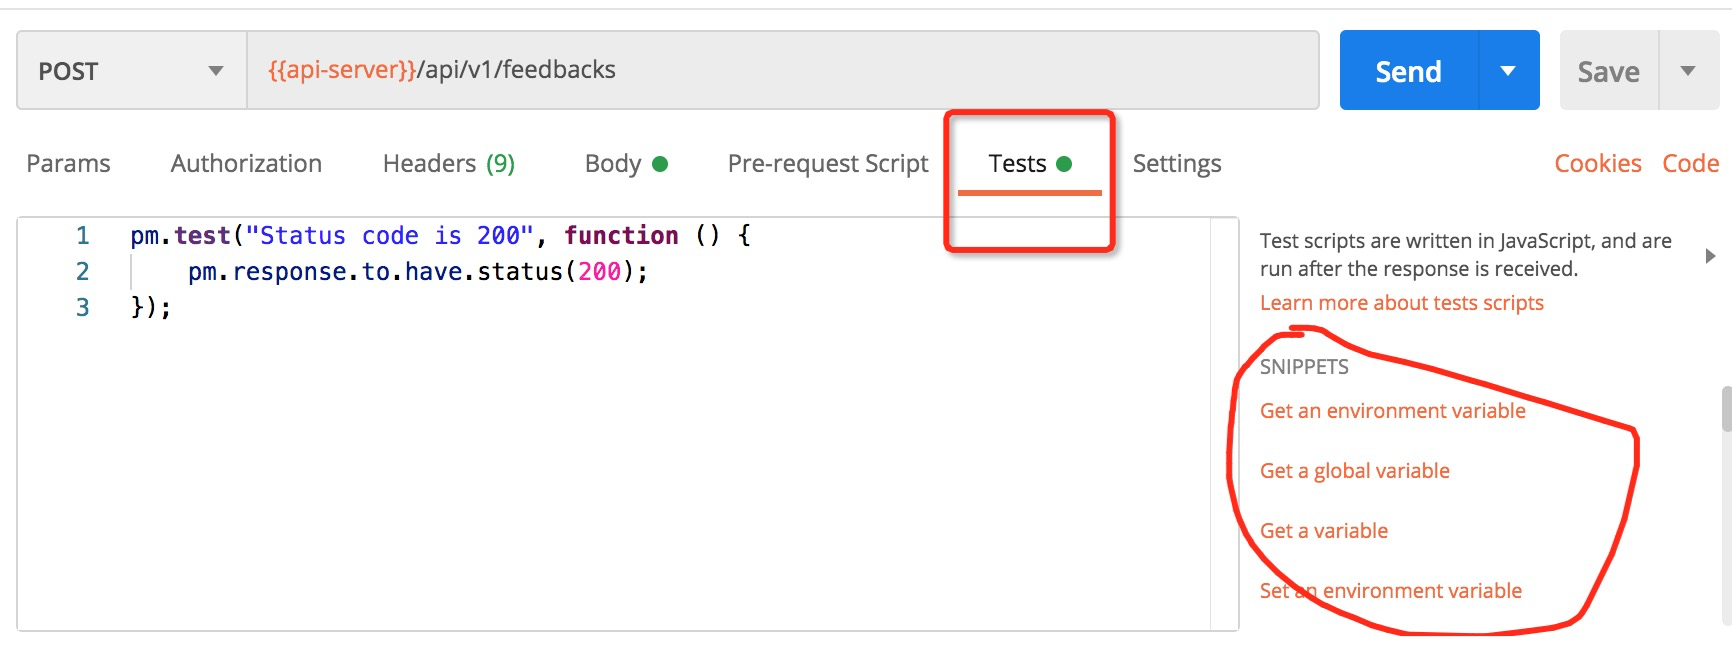 POST {{api-server}}/api/v1/feedbacks Send Save
Params Authorization Headers (9) Body Pre-request Script Tests Settings Cookies Code
1 pm.test("Status code is 200", function () {
2 pm.response.to.have.status(200);
3 });
Test scripts are written in JavaScript, and are
run after the response is received.
Learn more about tests scripts
SNIPPETS
Get an environment variable
Get a global variable
Get a variable
Set an environment variable